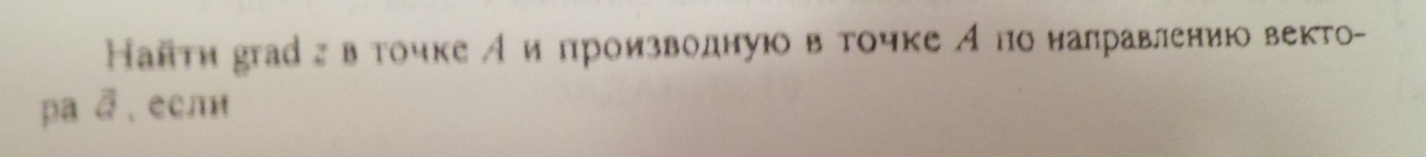 Найти grad z в точке A и производную в точке A по направлению векто-
ра ā, если